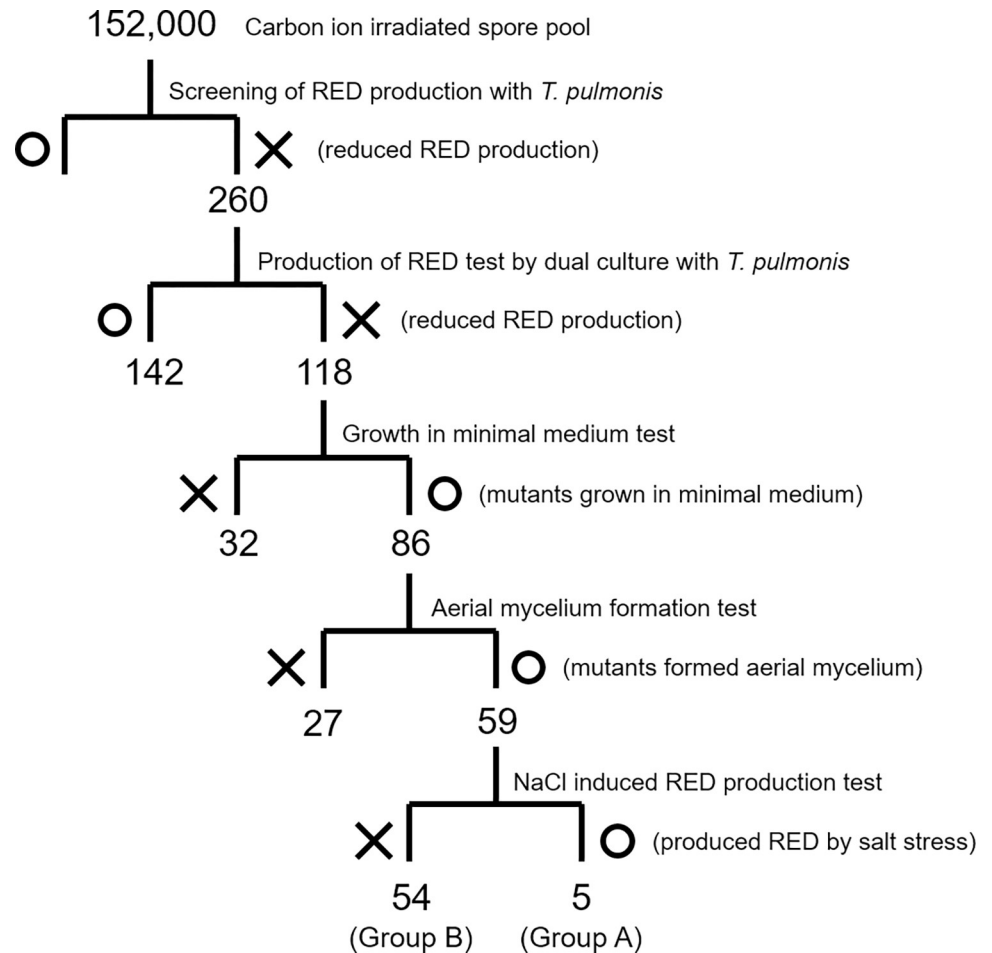 152,000 Carbon ion irradiated spore pool
Screening of RED production with T. pulmonis
(reduced RED production)
260
Production of RED test by dual culture with T. pulmonis
(reduced RED production)
142 118
Growth in minimal medium test
(mutants grown in minimal medium)
32 86
Aerial mycelium formation test
(mutants formed aerial mycelium)
27 59
NaCl induced RED production test
(produced RED by salt stress)
54 5
(Group B) (Group A)